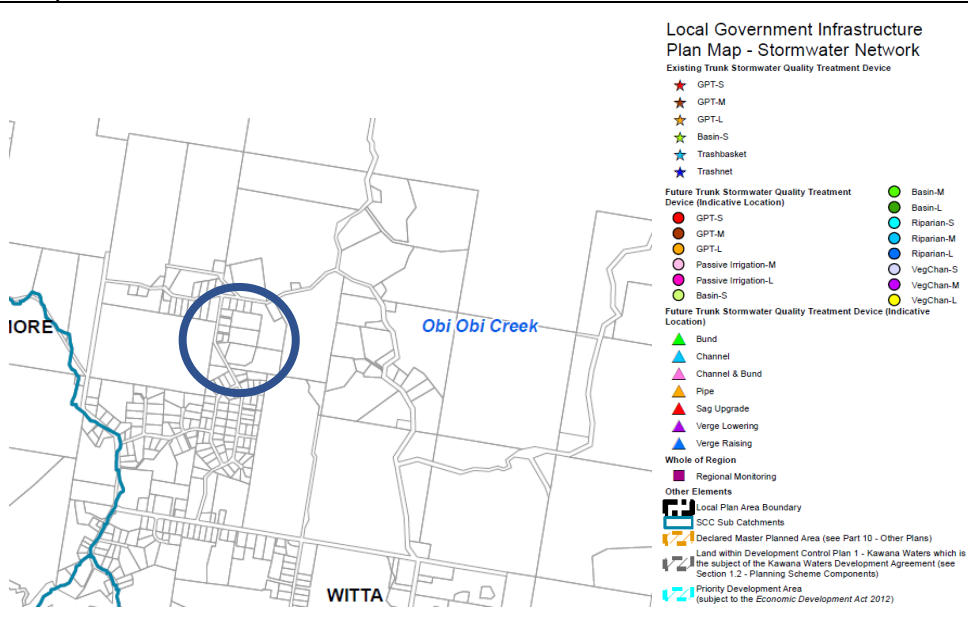 Local Government Infrastructure
Plan Map - Stormwater Network
Existing Trunk Stormwater Quality Treatment Device
GPT-S
GPT-M
GPT-L
Basin-S
Trashbasket
Trashnet
Future Trunk Stormwater Quality Treatment
Device (Indicative Location)
GPT-S
GPT-M
GPT-L
Passive Irrigation-M
Passive Irrigation-L
Basin-S
Basin-M
Basin-L
Riparian-S
Riparian-M
Riparian-L
VegChan-S
VegChan-M
VegChan-L
Future Trunk Stormwater Quality Treatment Device (Indicative
Location)
Bund
Channel
Channel & Bund
Pipe
Sag Upgrade
Verge Lowering
Verge Raising
Whole of Region
Regional Monitoring
Other Elements
Local Plan Area Boundary
SCC Sub Catchments
Declared Master Planned Area (see Part 10 - Other Plans)
Land within Development Control Plan 1 - Kawana Waters which is
the subject of the Kawana Waters Development Agreement (see
Section 1.2 - Planning Scheme Components)
Priority Development Area
(subject to the Economic Development Act 2012)
Obi Obi Creek
WITTA